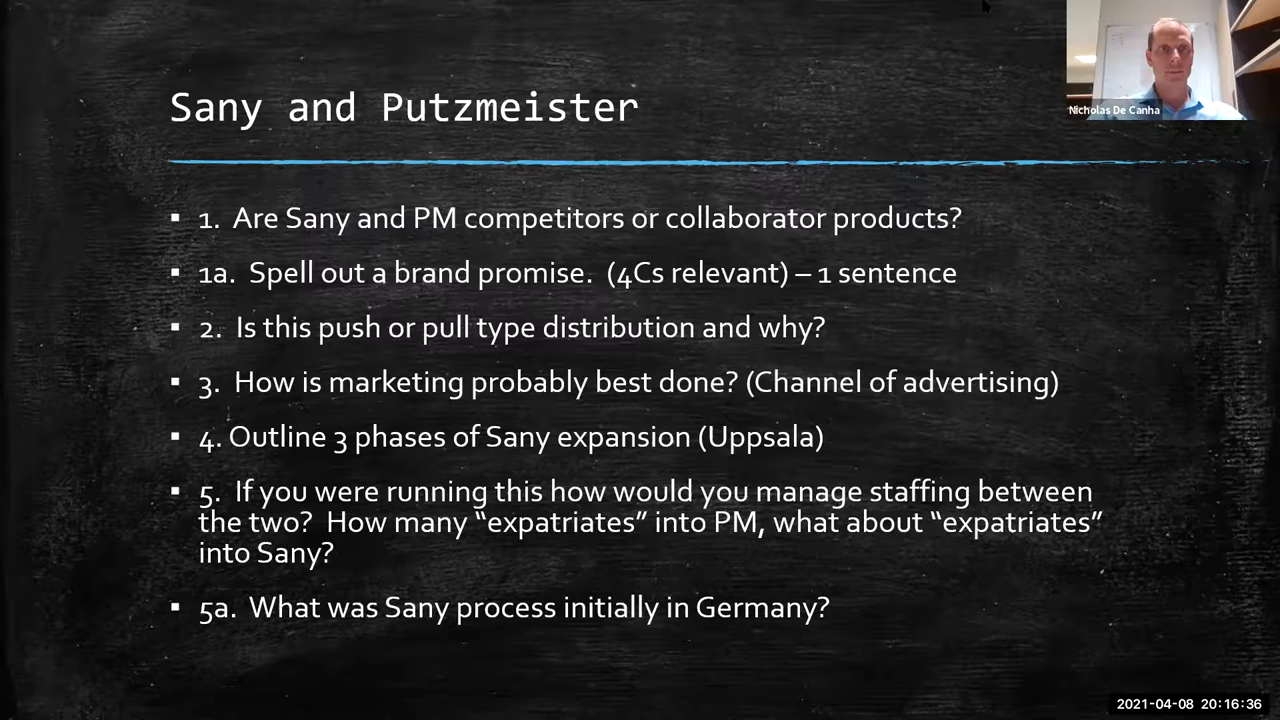 Sany and Putzmeister
Nicholas De Canha
▪ 1. Are Sany and PM competitors or collaborator products?
▪ 1a. Spell out a brand promise. (4Cs relevant) – 1 sentence
▪ 2. Is this push or pull type distribution and why?
▪ 3. How is marketing probably best done? (Channel of advertising)
▪ 4. Outline 3 phases of Sany expansion (Uppsala)
▪ 5. If you were running this how would you manage staffing between
the two? How many “expatriates” into PM, what about “expatriates”
into Sany?
▪ 5a. What was Sany process initially in Germany?
2021-04-08 20:16:36